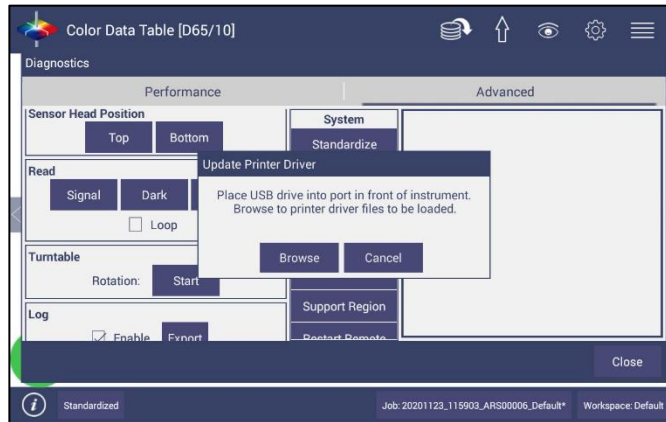 Color Data Table [D65/10]
Diagnostics
Performance
Advanced
Sensor Head Position
Top
Bottom
System
Standardize
Read
Signal
Dark
Loop
Update Printer Driver
Place USB drive into port in front of instrument.
Browse to printer driver files to be loaded.
Browse
Cancel
Turntable
Rotation:
Start
Support Region
Log
Enable
Export
Restart Remote
Close
Standardized
Job: 20201123_115903_ARS00006_Default*
Workspace: Default